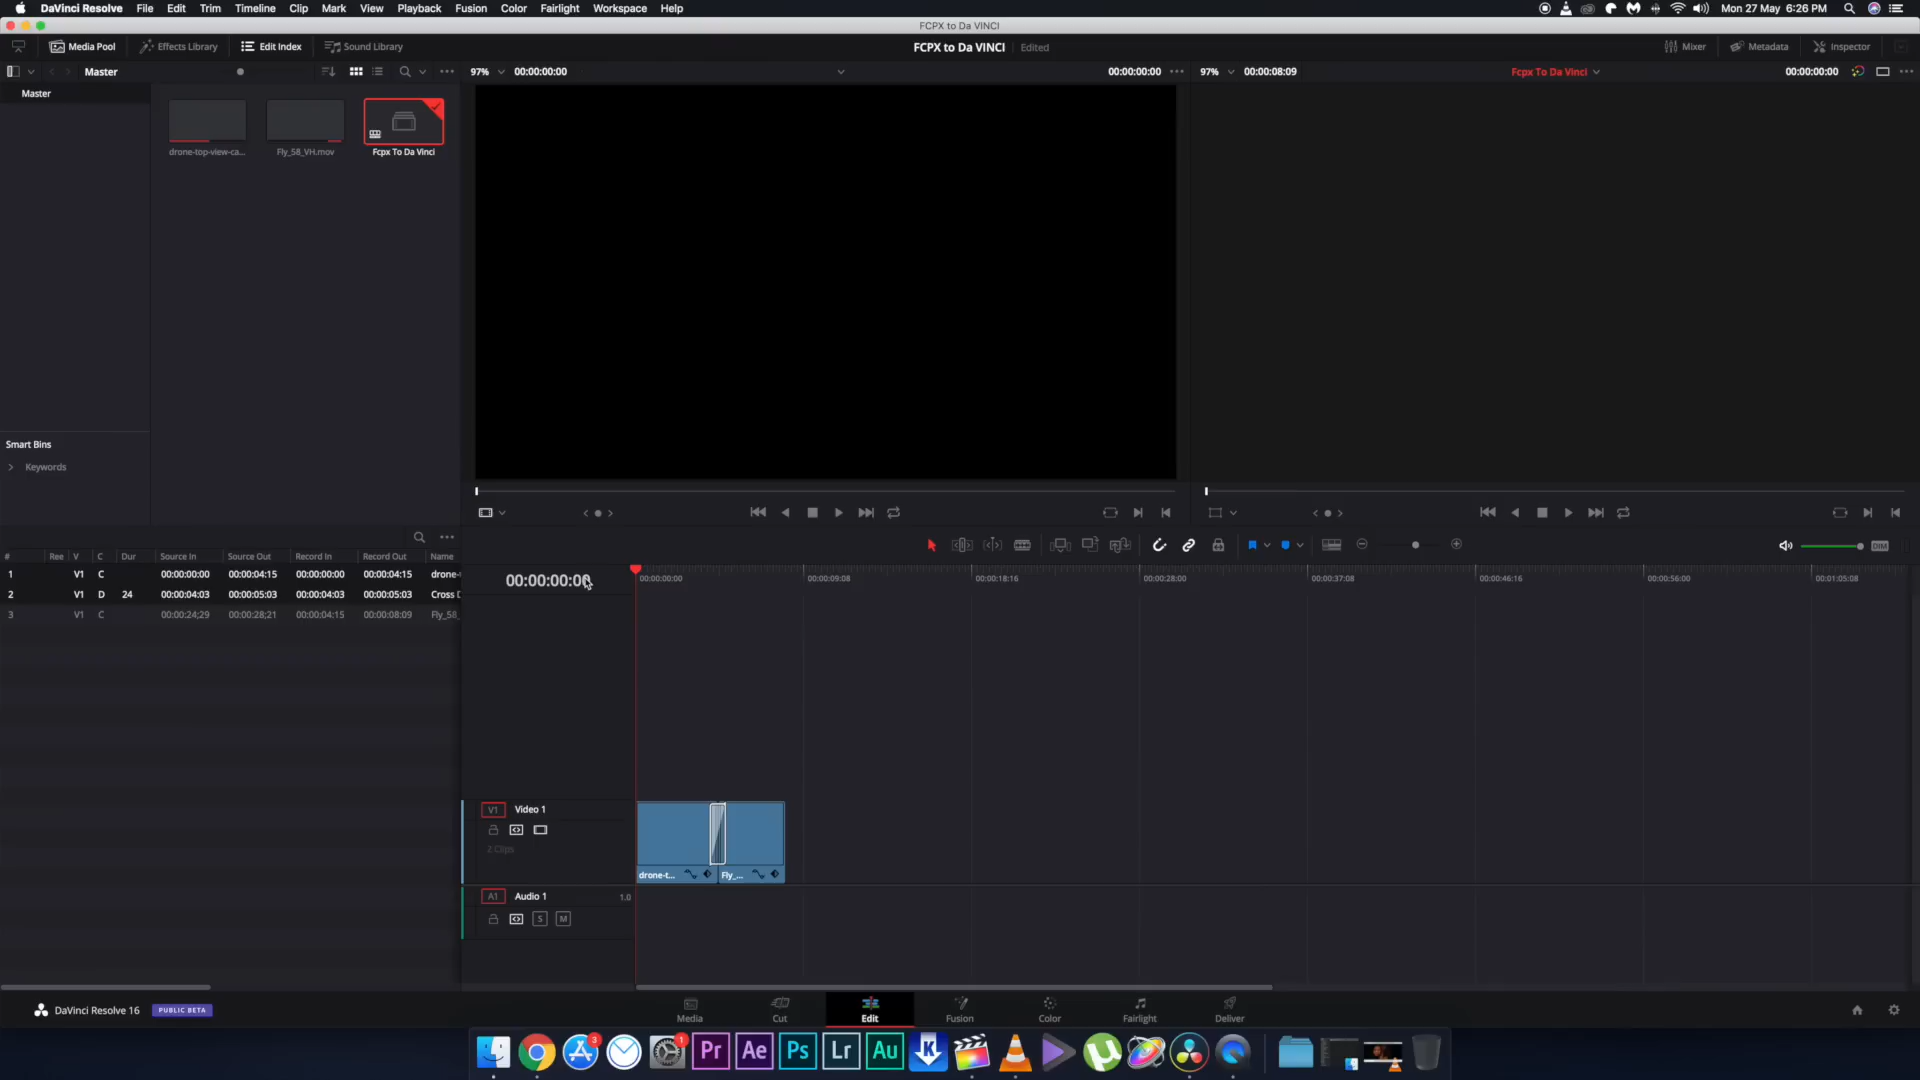 DaVinci Resolve File Edit Trim Timeline Clip Mark View Playback Fusion Color Fairlight Workspace Help Mon 27 May 6:26 PM
FCPX to Da VINCI
Media Pool Effects Library Edit Index Sound Library FCPX to Da VINCI Edited Mixer Metadata Inspector
Master 97% 00:00:00:00 00:00:00:00 97% 00:00:08:09 Fcpx To Da Vinci 00:00:00:00
Master
drone-top-view-ca... Fly_58_VH.mov Fcpx To Da Vinci
Smart Bins
Keywords
# Ree V C Dur Source In Source Out Record In Record Out Name
1 V1 C 00:00:00:00 00:00:04:15 00:00:00:00 00:00:04:15 drone-
2 V1 D 24 00:00:04:03 00:00:05:03 00:00:04:03 00:00:05:03 Cross D
3 V1 C 00:00:24;29 00:00:28;21 00:00:04:15 00:00:08:09 Fly_58_
00:00:00:00
00:00:00:00 00:00:09:08 00:00:18:16 00:00:28:00 00:00:37:08 00:00:46:16 00:00:56:00 00:01:05:08
DIM
V1 Video 1
2 Clips
drone-t... Fly_...
A1 Audio 1 1.0
S M
DaVinci Resolve 16 PUBLIC BETA
Media Cut Edit Fusion Color Fairlight Deliver
3 1 Pr Ae Ps Lr Au K